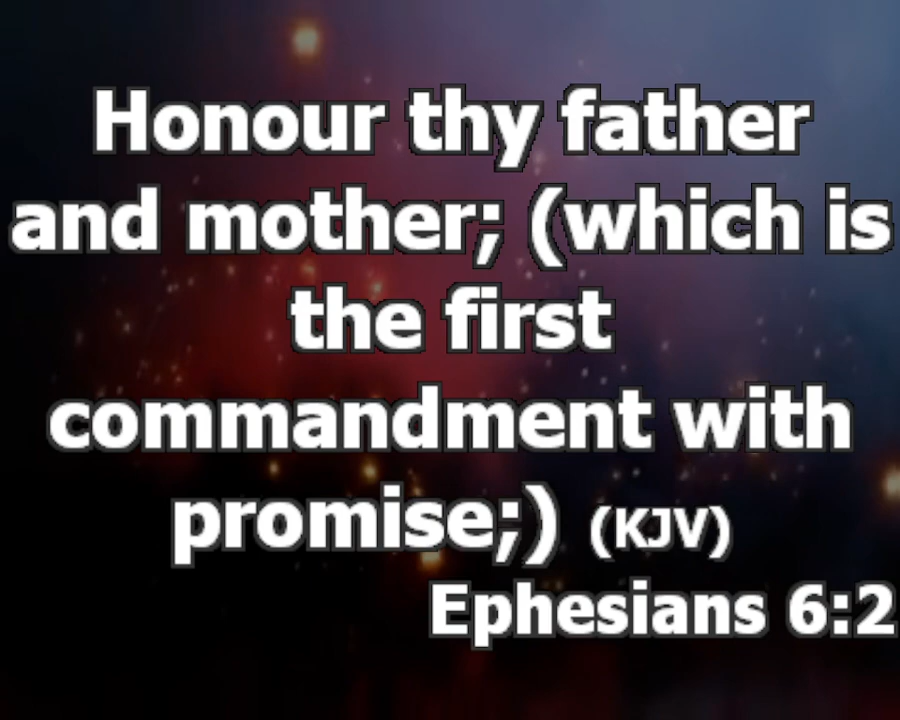 Honour thy father
and mother; (which is
the first
commandment with
promise;) (KJV)
Ephesians 6:2